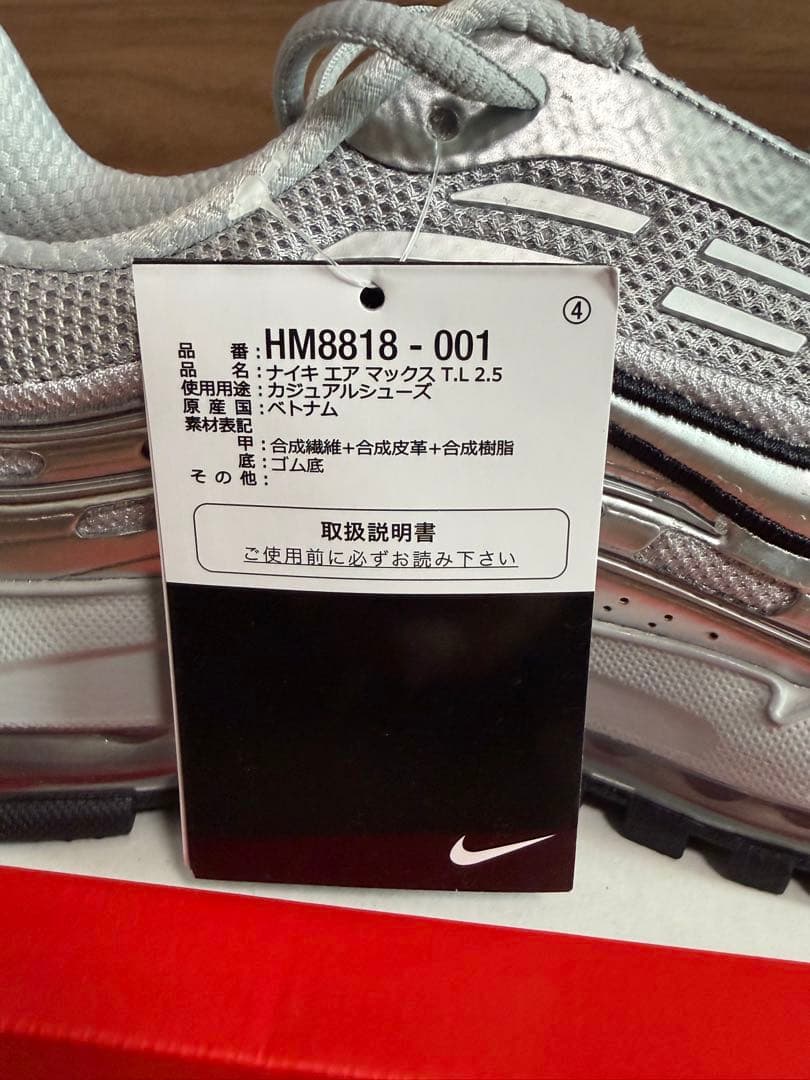 ④
品番:HM8818 - 001
品名:ナイキ エア マックス T.L 2.5
使用用途:カジュアルシューズ
原産国:ベトナム
素材表記
甲:合成繊維+合成皮革+合成樹脂
底:ゴム底
その他:
取扱説明書
ご使用前に必ずお読み下さい